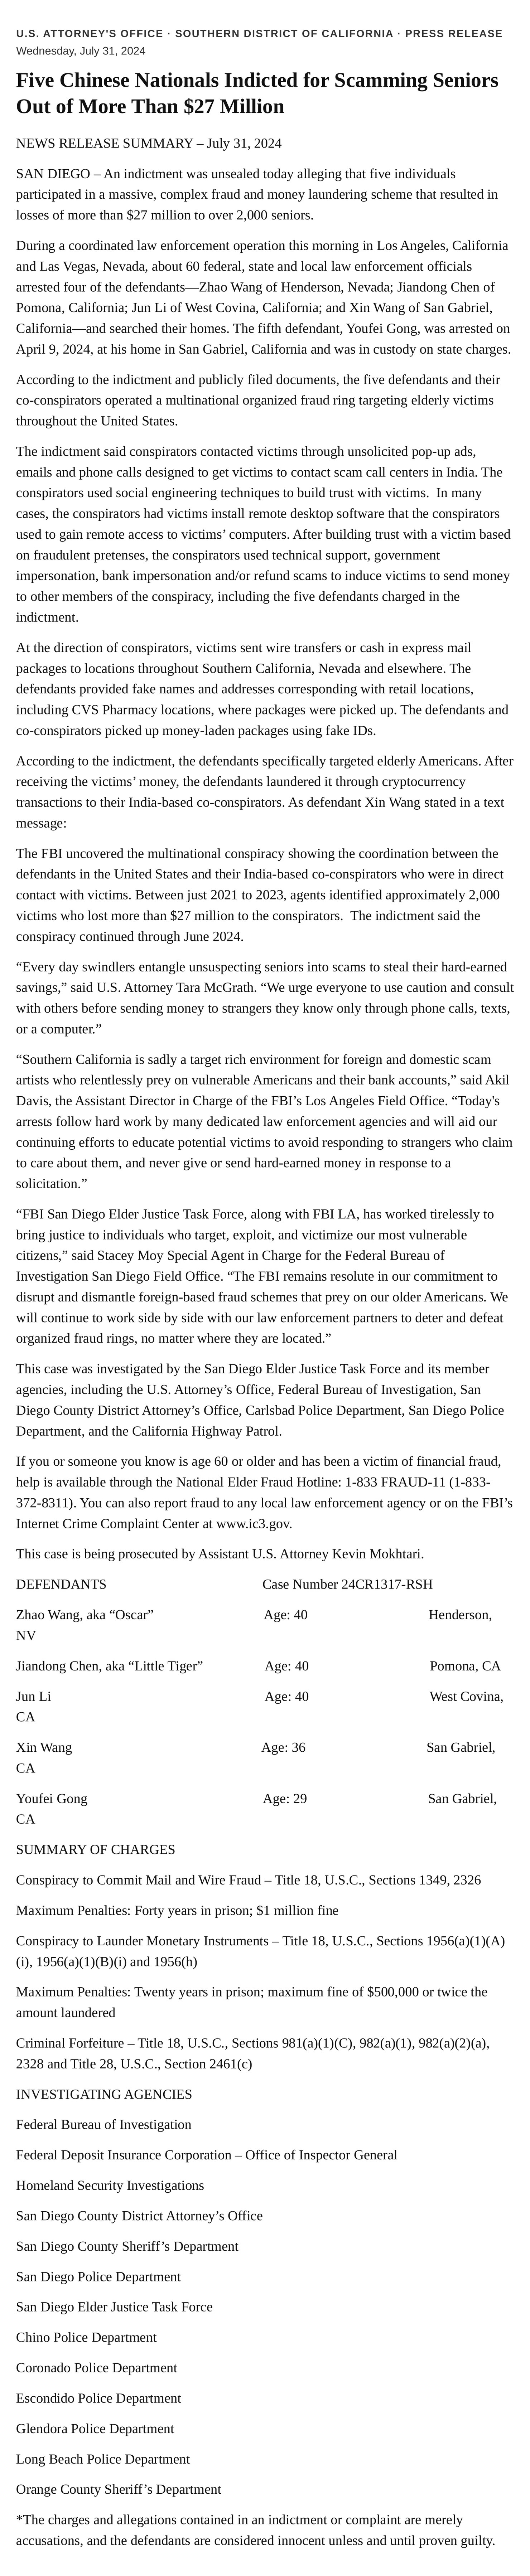 U.S. ATTORNEY'S OFFICE · SOUTHERN DISTRICT OF CALIFORNIA · PRESS RELEASE
Wednesday, July 31, 2024
Five Chinese Nationals Indicted for Scamming Seniors
Out of More Than $27 Million
NEWS RELEASE SUMMARY – July 31, 2024
SAN DIEGO – An indictment was unsealed today alleging that five individuals
participated in a massive, complex fraud and money laundering scheme that resulted in
losses of more than $27 million to over 2,000 seniors.
During a coordinated law enforcement operation this morning in Los Angeles, California
and Las Vegas, Nevada, about 60 federal, state and local law enforcement officials
arrested four of the defendants—Zhao Wang of Henderson, Nevada; Jiandong Chen of
Pomona, California; Jun Li of West Covina, California; and Xin Wang of San Gabriel,
California—and searched their homes. The fifth defendant, Youfei Gong, was arrested on
April 9, 2024, at his home in San Gabriel, California and was in custody on state charges.
According to the indictment and publicly filed documents, the five defendants and their
co-conspirators operated a multinational organized fraud ring targeting elderly victims
throughout the United States.
The indictment said conspirators contacted victims through unsolicited pop-up ads,
emails and phone calls designed to get victims to contact scam call centers in India. The
conspirators used social engineering techniques to build trust with victims.  In many
cases, the conspirators had victims install remote desktop software that the conspirators
used to gain remote access to victims’ computers. After building trust with a victim based
on fraudulent pretenses, the conspirators used technical support, government
impersonation, bank impersonation and/or refund scams to induce victims to send money
to other members of the conspiracy, including the five defendants charged in the
indictment.
At the direction of conspirators, victims sent wire transfers or cash in express mail
packages to locations throughout Southern California, Nevada and elsewhere. The
defendants provided fake names and addresses corresponding with retail locations,
including CVS Pharmacy locations, where packages were picked up. The defendants and
co-conspirators picked up money-laden packages using fake IDs.
According to the indictment, the defendants specifically targeted elderly Americans. After
receiving the victims’ money, the defendants laundered it through cryptocurrency
transactions to their India-based co-conspirators. As defendant Xin Wang stated in a text
message:
The FBI uncovered the multinational conspiracy showing the coordination between the
defendants in the United States and their India-based co-conspirators who were in direct
contact with victims. Between just 2021 to 2023, agents identified approximately 2,000
victims who lost more than $27 million to the conspirators.  The indictment said the
conspiracy continued through June 2024.
“Every day swindlers entangle unsuspecting seniors into scams to steal their hard-earned
savings,” said U.S. Attorney Tara McGrath. “We urge everyone to use caution and consult
with others before sending money to strangers they know only through phone calls, texts,
or a computer.”
“Southern California is sadly a target rich environment for foreign and domestic scam
artists who relentlessly prey on vulnerable Americans and their bank accounts,” said Akil
Davis, the Assistant Director in Charge of the FBI’s Los Angeles Field Office. “Today's
arrests follow hard work by many dedicated law enforcement agencies and will aid our
continuing efforts to educate potential victims to avoid responding to strangers who claim
to care about them, and never give or send hard-earned money in response to a
solicitation.”
“FBI San Diego Elder Justice Task Force, along with FBI LA, has worked tirelessly to
bring justice to individuals who target, exploit, and victimize our most vulnerable
citizens,” said Stacey Moy Special Agent in Charge for the Federal Bureau of
Investigation San Diego Field Office. “The FBI remains resolute in our commitment to
disrupt and dismantle foreign-based fraud schemes that prey on our older Americans. We
will continue to work side by side with our law enforcement partners to deter and defeat
organized fraud rings, no matter where they are located.”
This case was investigated by the San Diego Elder Justice Task Force and its member
agencies, including the U.S. Attorney’s Office, Federal Bureau of Investigation, San
Diego County District Attorney’s Office, Carlsbad Police Department, San Diego Police
Department, and the California Highway Patrol.
If you or someone you know is age 60 or older and has been a victim of financial fraud,
help is available through the National Elder Fraud Hotline: 1-833 FRAUD-11 (1-833-
372-8311). You can also report fraud to any local law enforcement agency or on the FBI’s
Internet Crime Complaint Center at www.ic3.gov.
This case is being prosecuted by Assistant U.S. Attorney Kevin Mokhtari.
DEFENDANTS Case Number 24CR1317-RSH
Zhao Wang, aka “Oscar” Age: 40 Henderson,
NV
Jiandong Chen, aka “Little Tiger” Age: 40 Pomona, CA
Jun Li Age: 40 West Covina,
CA
Xin Wang Age: 36 San Gabriel,
CA
Youfei Gong Age: 29 San Gabriel,
CA
SUMMARY OF CHARGES
Conspiracy to Commit Mail and Wire Fraud – Title 18, U.S.C., Sections 1349, 2326
Maximum Penalties: Forty years in prison; $1 million fine
Conspiracy to Launder Monetary Instruments – Title 18, U.S.C., Sections 1956(a)(1)(A)
(i), 1956(a)(1)(B)(i) and 1956(h)
Maximum Penalties: Twenty years in prison; maximum fine of $500,000 or twice the
amount laundered
Criminal Forfeiture – Title 18, U.S.C., Sections 981(a)(1)(C), 982(a)(1), 982(a)(2)(a),
2328 and Title 28, U.S.C., Section 2461(c)
INVESTIGATING AGENCIES
Federal Bureau of Investigation
Federal Deposit Insurance Corporation – Office of Inspector General
Homeland Security Investigations
San Diego County District Attorney’s Office
San Diego County Sheriff’s Department
San Diego Police Department
San Diego Elder Justice Task Force
Chino Police Department
Coronado Police Department
Escondido Police Department
Glendora Police Department
Long Beach Police Department
Orange County Sheriff’s Department
*The charges and allegations contained in an indictment or complaint are merely
accusations, and the defendants are considered innocent unless and until proven guilty.